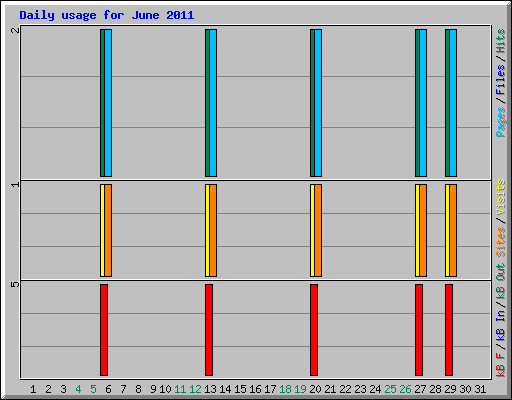 Daily usage for June 2011
2
1
5
Pages/Files/Hits
Sites/Visits
kB F/kB In/kB Out
1 2 3 4 5 6 7 8 9 10 11 12 13 14 15 16 17 18 19 20 21 22 23 24 25 26 27 28 29 30 31